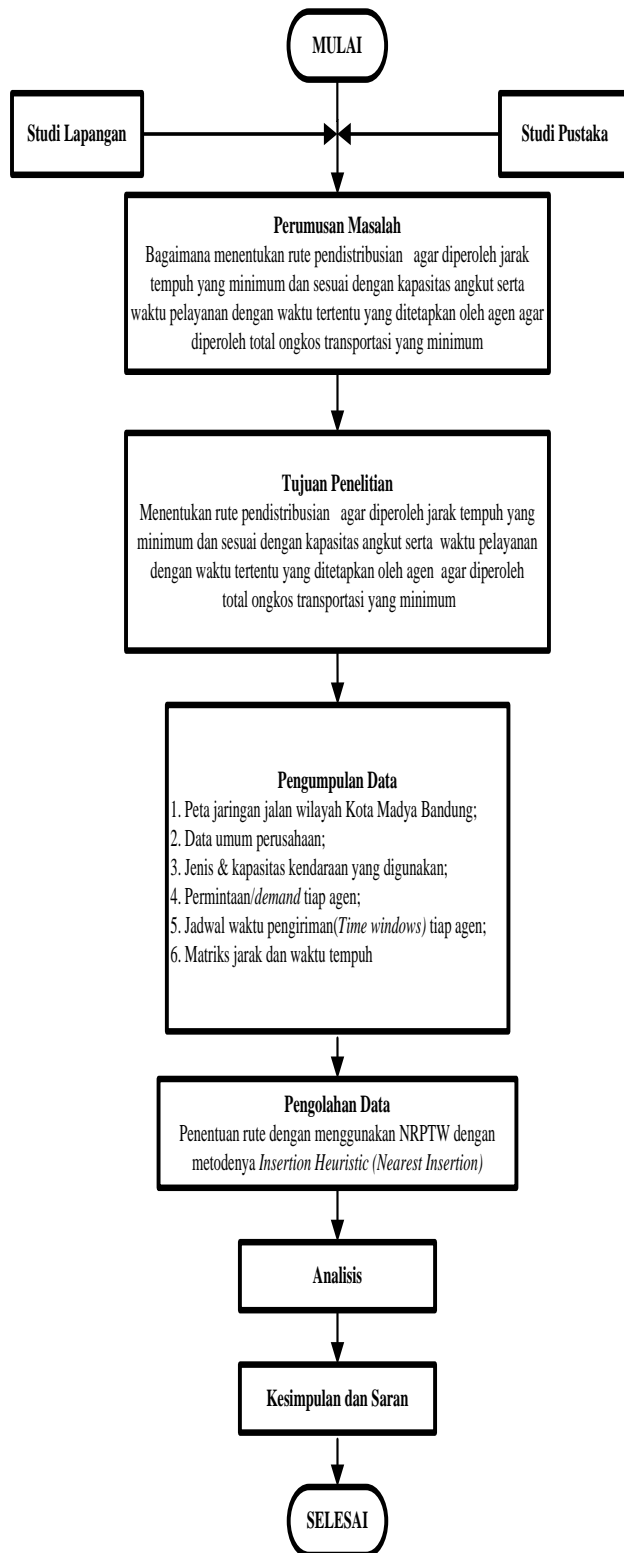 MULAI
Studi Lapangan
Studi Pustaka
Perumusan Masalah
Bagaimana menentukan rute pendistribusian agar diperoleh jarak
tempuh yang minimum dan sesuai dengan kapasitas angkut serta
waktu pelayanan dengan waktu tertentu yang ditetapkan oleh agen agar
diperoleh total ongkos transportasi yang minimum
Tujuan Penelitian
Menentukan rute pendistribusian agar diperoleh jarak tempuh yang
minimum dan sesuai dengan kapasitas angkut serta waktu pelayanan
dengan waktu tertentu yang ditetapkan oleh agen agar diperoleh
total ongkos transportasi yang minimum
Pengumpulan Data
1. Peta jaringan jalan wilayah Kota Madya Bandung;
2. Data umum perusahaan;
3. Jenis & kapasitas kendaraan yang digunakan;
4. Permintaan/demand tiap agen;
5. Jadwal waktu pengiriman(Time windows) tiap agen;
6. Matriks jarak dan waktu tempuh
Pengolahan Data
Penentuan rute dengan menggunakan NRPTW dengan
metodenya Insertion Heuristic (Nearest Insertion)
Analisis
Kesimpulan dan Saran
SELESAI